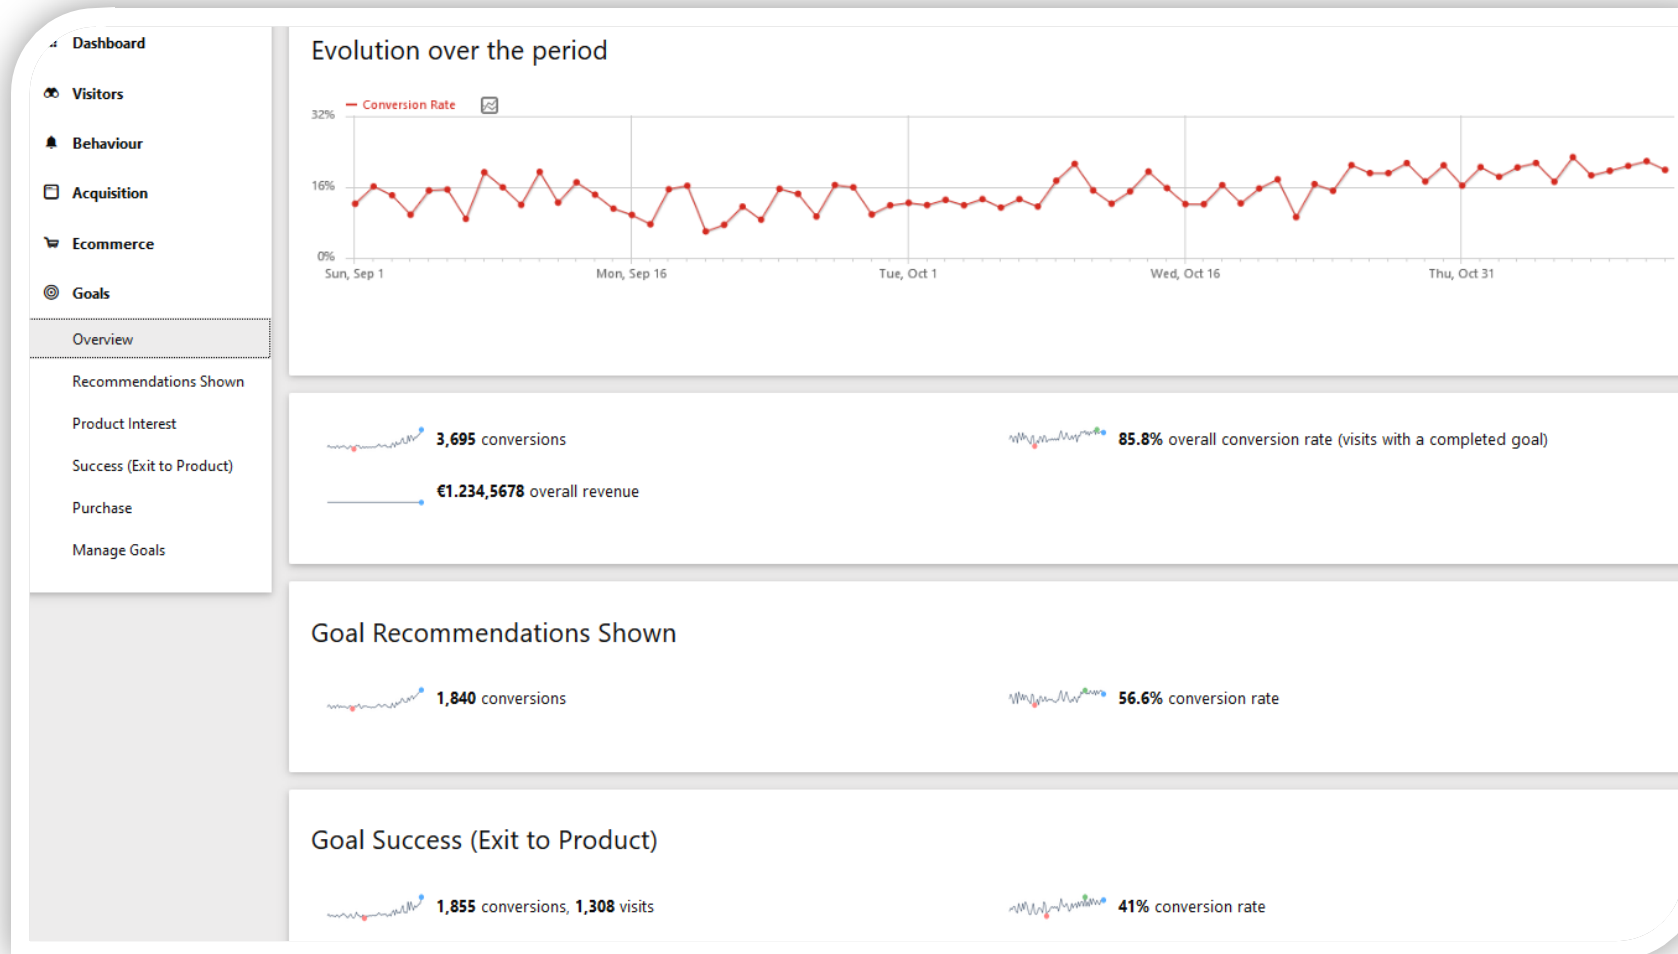 Dashboard
Visitors
Behaviour
Acquisition
Ecommerce
Goals
Overview
Recommendations Shown
Product Interest
Success (Exit to Product)
Purchase
Manage Goals
Evolution over the period
Conversion Rate
32%
16%
0%
Sun, Sep 1
Mon, Sep 16
Tue, Oct 1
Wed, Oct 16
Thu, Oct 31
3,695 conversions
85.8% overall conversion rate (visits with a completed goal)
€1.234,5678 overall revenue
Goal Recommendations Shown
1,840 conversions
56.6% conversion rate
Goal Success (Exit to Product)
1,855 conversions, 1,308 visits
41% conversion rate